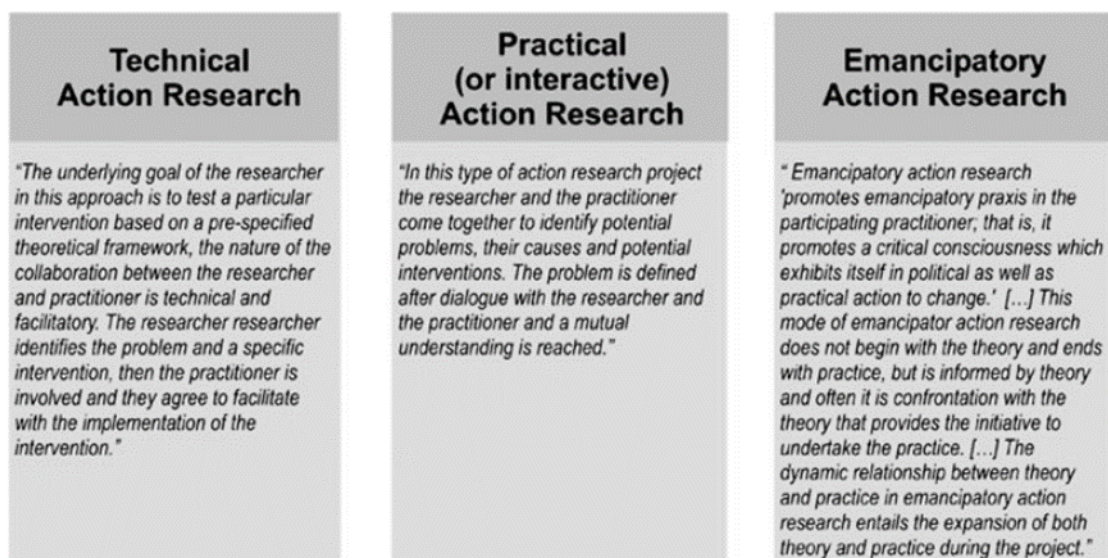 Technical
Action Research
"The underlying goal of the researcher
in this approach is to test a particular
intervention based on a pre-specified
theoretical framework, the nature of the
collaboration between the researcher
and practitioner is technical and
facilitatory. The researcher researcher
identifies the problem and a specific
intervention, then the practitioner is
involved and they agree to facilitate
with the implementation of the
intervention."
Practical
(or interactive)
Action Research
"In this type of action research project
the researcher and the practitioner
come together to identify potential
problems, their causes and potential
interventions. The problem is defined
after dialogue with the researcher and
the practitioner and a mutual
understanding is reached."
Emancipatory
Action Research
" Emancipatory action research
'promotes emancipatory praxis in the
participating practitioner; that is, it
promotes a critical consciousness which
exhibits itself in political as well as
practical action to change.' [...] This
mode of emancipator action research
does not begin with the theory and ends
with practice, but is informed by theory
and often it is confrontation with the
theory that provides the initiative to
undertake the practice. [...] The
dynamic relationship between theory
and practice in emancipatory action
research entails the expansion of both
theory and practice during the project."